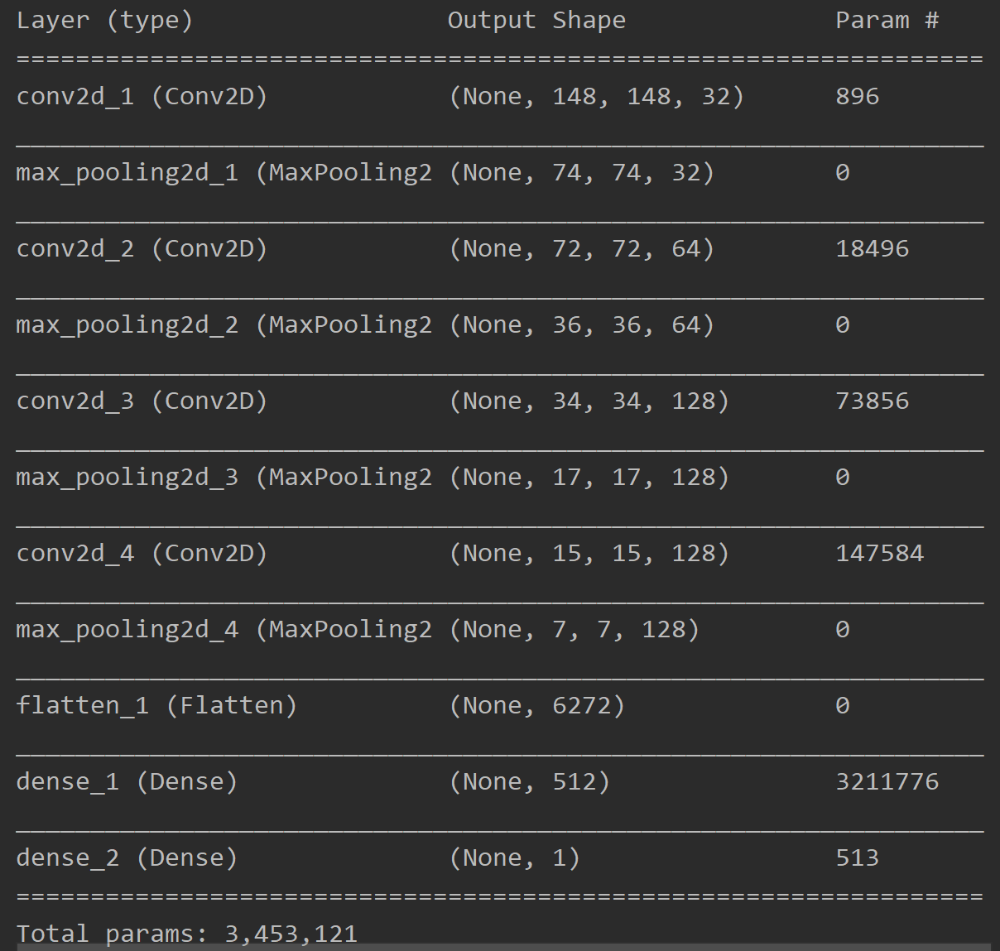 Layer (type)                 Output Shape              Param #
=================================================================
conv2d_1 (Conv2D)            (None, 148, 148, 32)      896
_________________________________________________________________
max_pooling2d_1 (MaxPooling2 (None, 74, 74, 32)        0
_________________________________________________________________
conv2d_2 (Conv2D)            (None, 72, 72, 64)        18496
_________________________________________________________________
max_pooling2d_2 (MaxPooling2 (None, 36, 36, 64)        0
_________________________________________________________________
conv2d_3 (Conv2D)            (None, 34, 34, 128)       73856
_________________________________________________________________
max_pooling2d_3 (MaxPooling2 (None, 17, 17, 128)       0
_________________________________________________________________
conv2d_4 (Conv2D)            (None, 15, 15, 128)       147584
_________________________________________________________________
max_pooling2d_4 (MaxPooling2 (None, 7, 7, 128)         0
_________________________________________________________________
flatten_1 (Flatten)          (None, 6272)              0
_________________________________________________________________
dense_1 (Dense)              (None, 512)               3211776
_________________________________________________________________
dense_2 (Dense)              (None, 1)                 513
=================================================================
Total params: 3,453,121